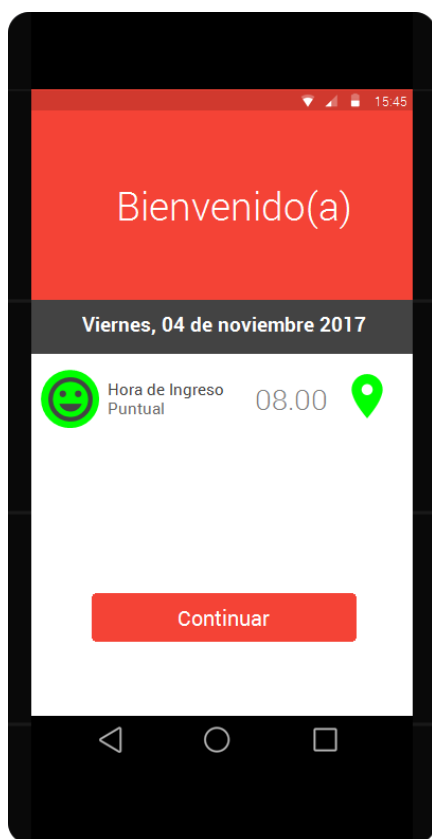 15:45
Bienvenido(a)
Viernes, 04 de noviembre 2017
Hora de Ingreso
Puntual
08.00
Continuar